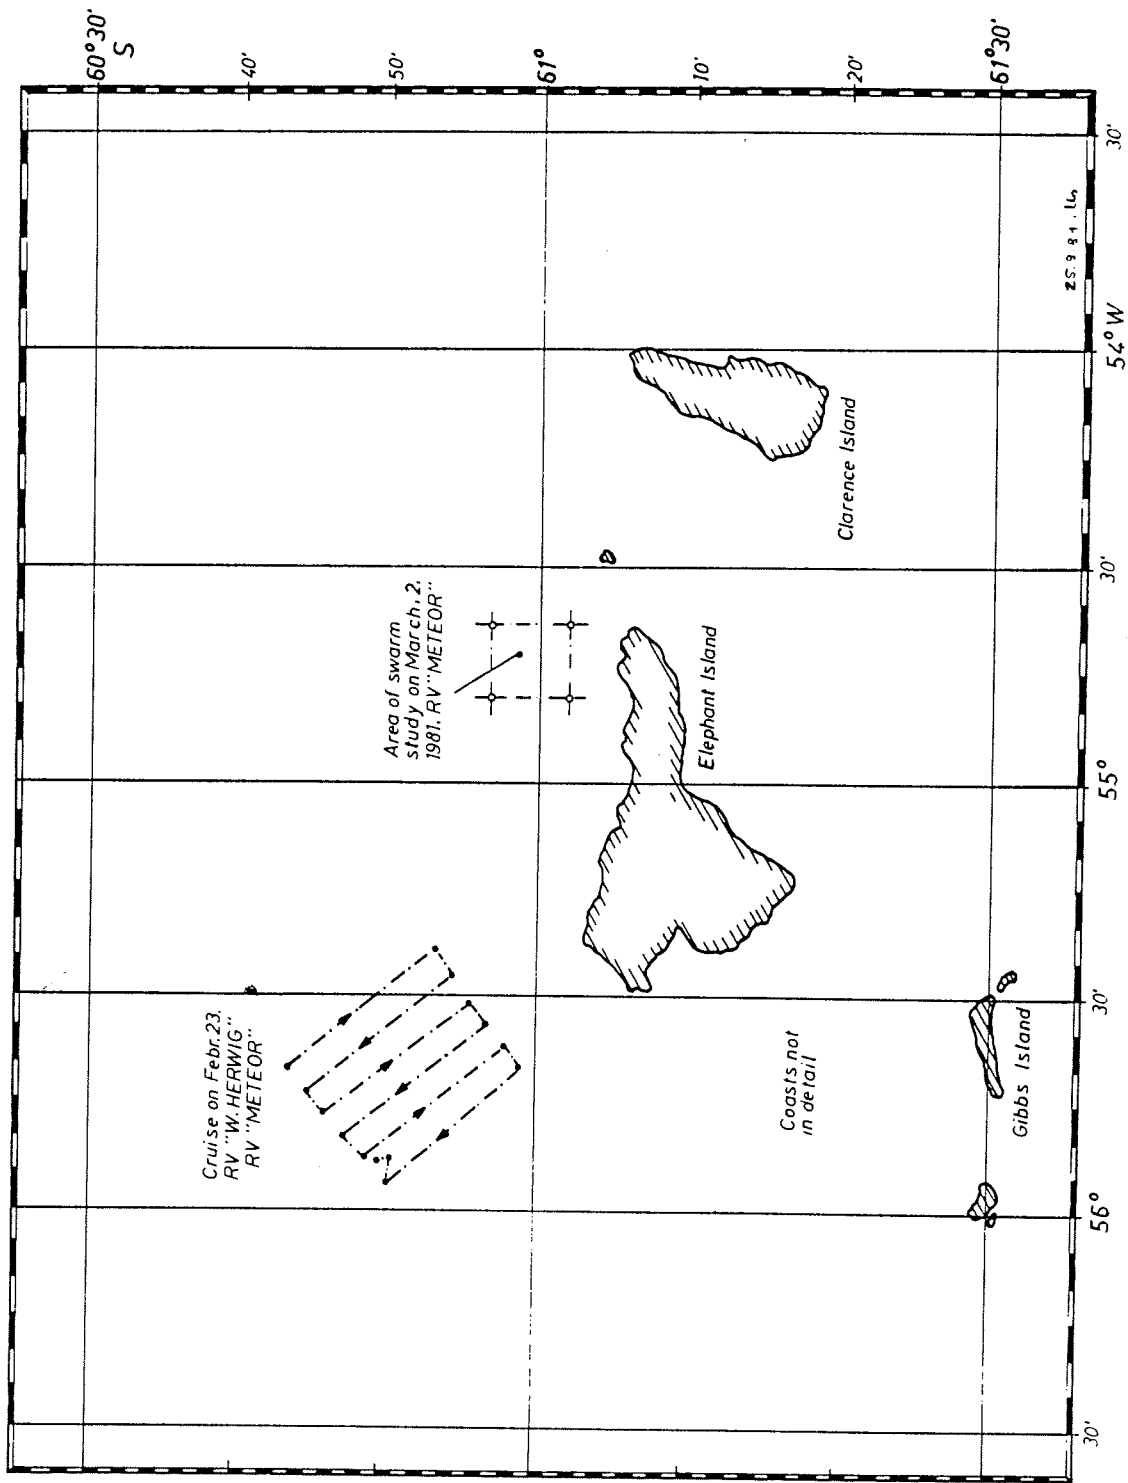 60°30'
S
40'
50'
61°
10'
20'
61°30'
Cruise on Febr. 23.
RV "W. HERWIG"
RV "METEOR"
Area of swarm
study on March, 2.
1981. RV "METEOR"
Elephant Island
Clarence Island
Coasts not
in detail
Gibbs Island
30'
56°
30'
55°
30'
54° W
30'